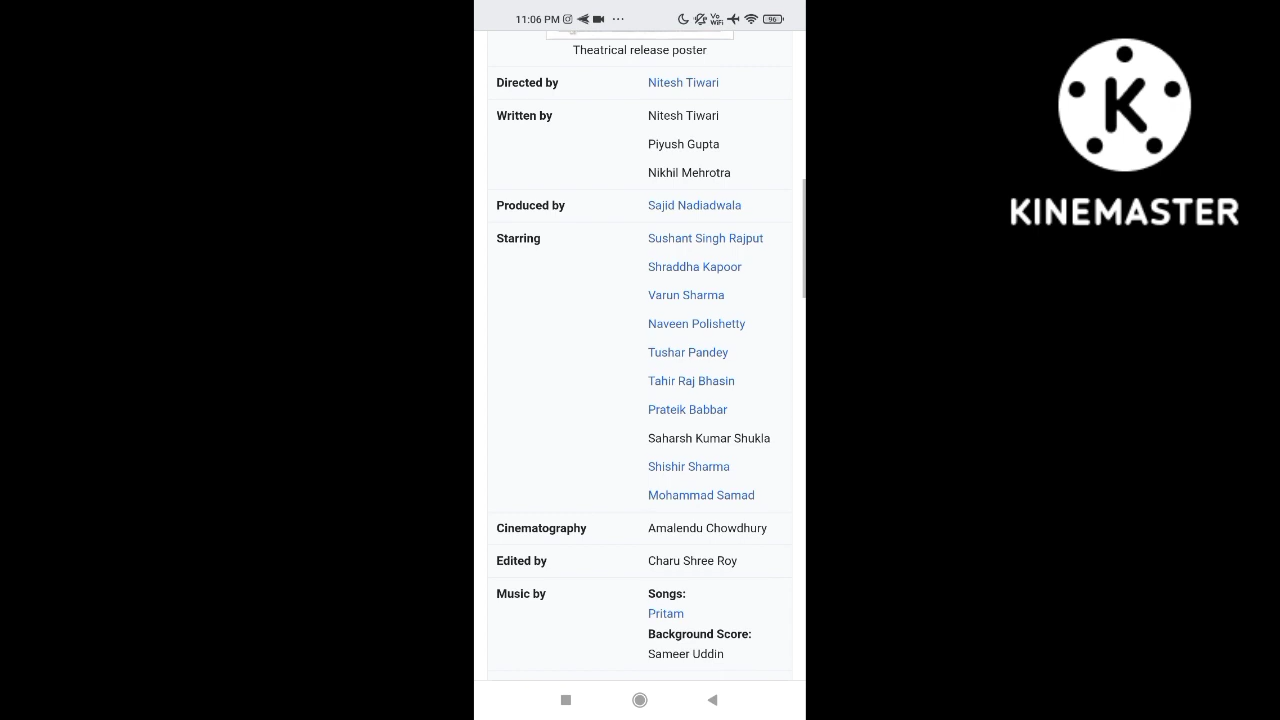 11:06 PM
Vo
WiFi
96
K
KINEMASTER
Theatrical release poster
Directed by Nitesh Tiwari
Written by Nitesh Tiwari
Piyush Gupta
Nikhil Mehrotra
Produced by Sajid Nadiadwala
Starring Sushant Singh Rajput
Shraddha Kapoor
Varun Sharma
Naveen Polishetty
Tushar Pandey
Tahir Raj Bhasin
Prateik Babbar
Saharsh Kumar Shukla
Shishir Sharma
Mohammad Samad
Cinematography Amalendu Chowdhury
Edited by Charu Shree Roy
Music by Songs:
Pritam
Background Score:
Sameer Uddin